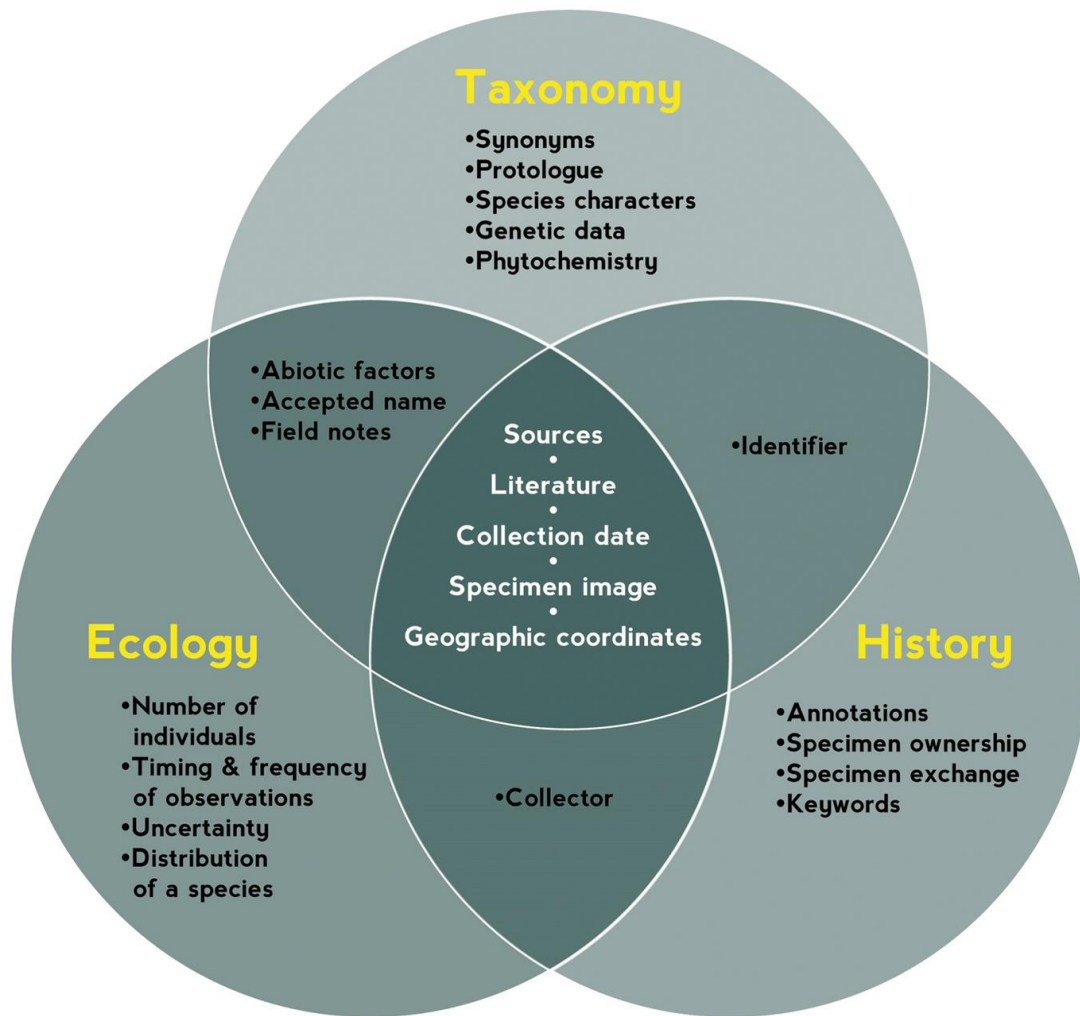 Taxonomy
•Synonyms
•Protologue
•Species characters
•Genetic data
•Phytochemistry
•Abiotic factors
•Accepted name
•Field notes
Sources
•
Literature
•
Collection date
•
Specimen image
•
Geographic coordinates
•Identifier
Ecology
•Number of
individuals
•Timing & frequency
of observations
•Uncertainty
•Distribution
of a species
•Collector
History
•Annotations
•Specimen ownership
•Specimen exchange
•Keywords